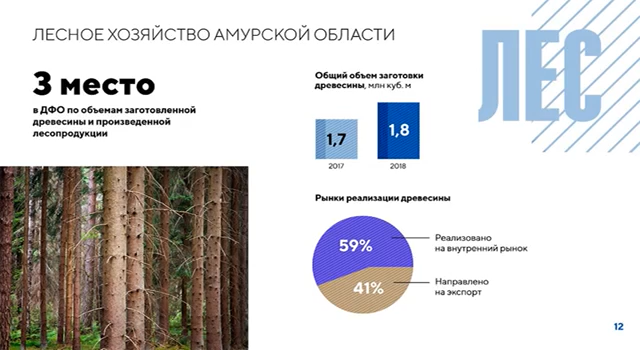 ЛЕСНОЕ ХОЗЯЙСТВО АМУРСКОЙ ОБЛАСТИ
ЛЕС
3 место
в ДФО по объемам заготовленной
древесины и произведенной
лесопродукции
Общий объем заготовки
древесины, млн куб. м
1,7
1,8
2017
2018
Рынки реализации древесины
59%
Реализовано
на внутренний рынок
41%
Направлено
на экспорт
12